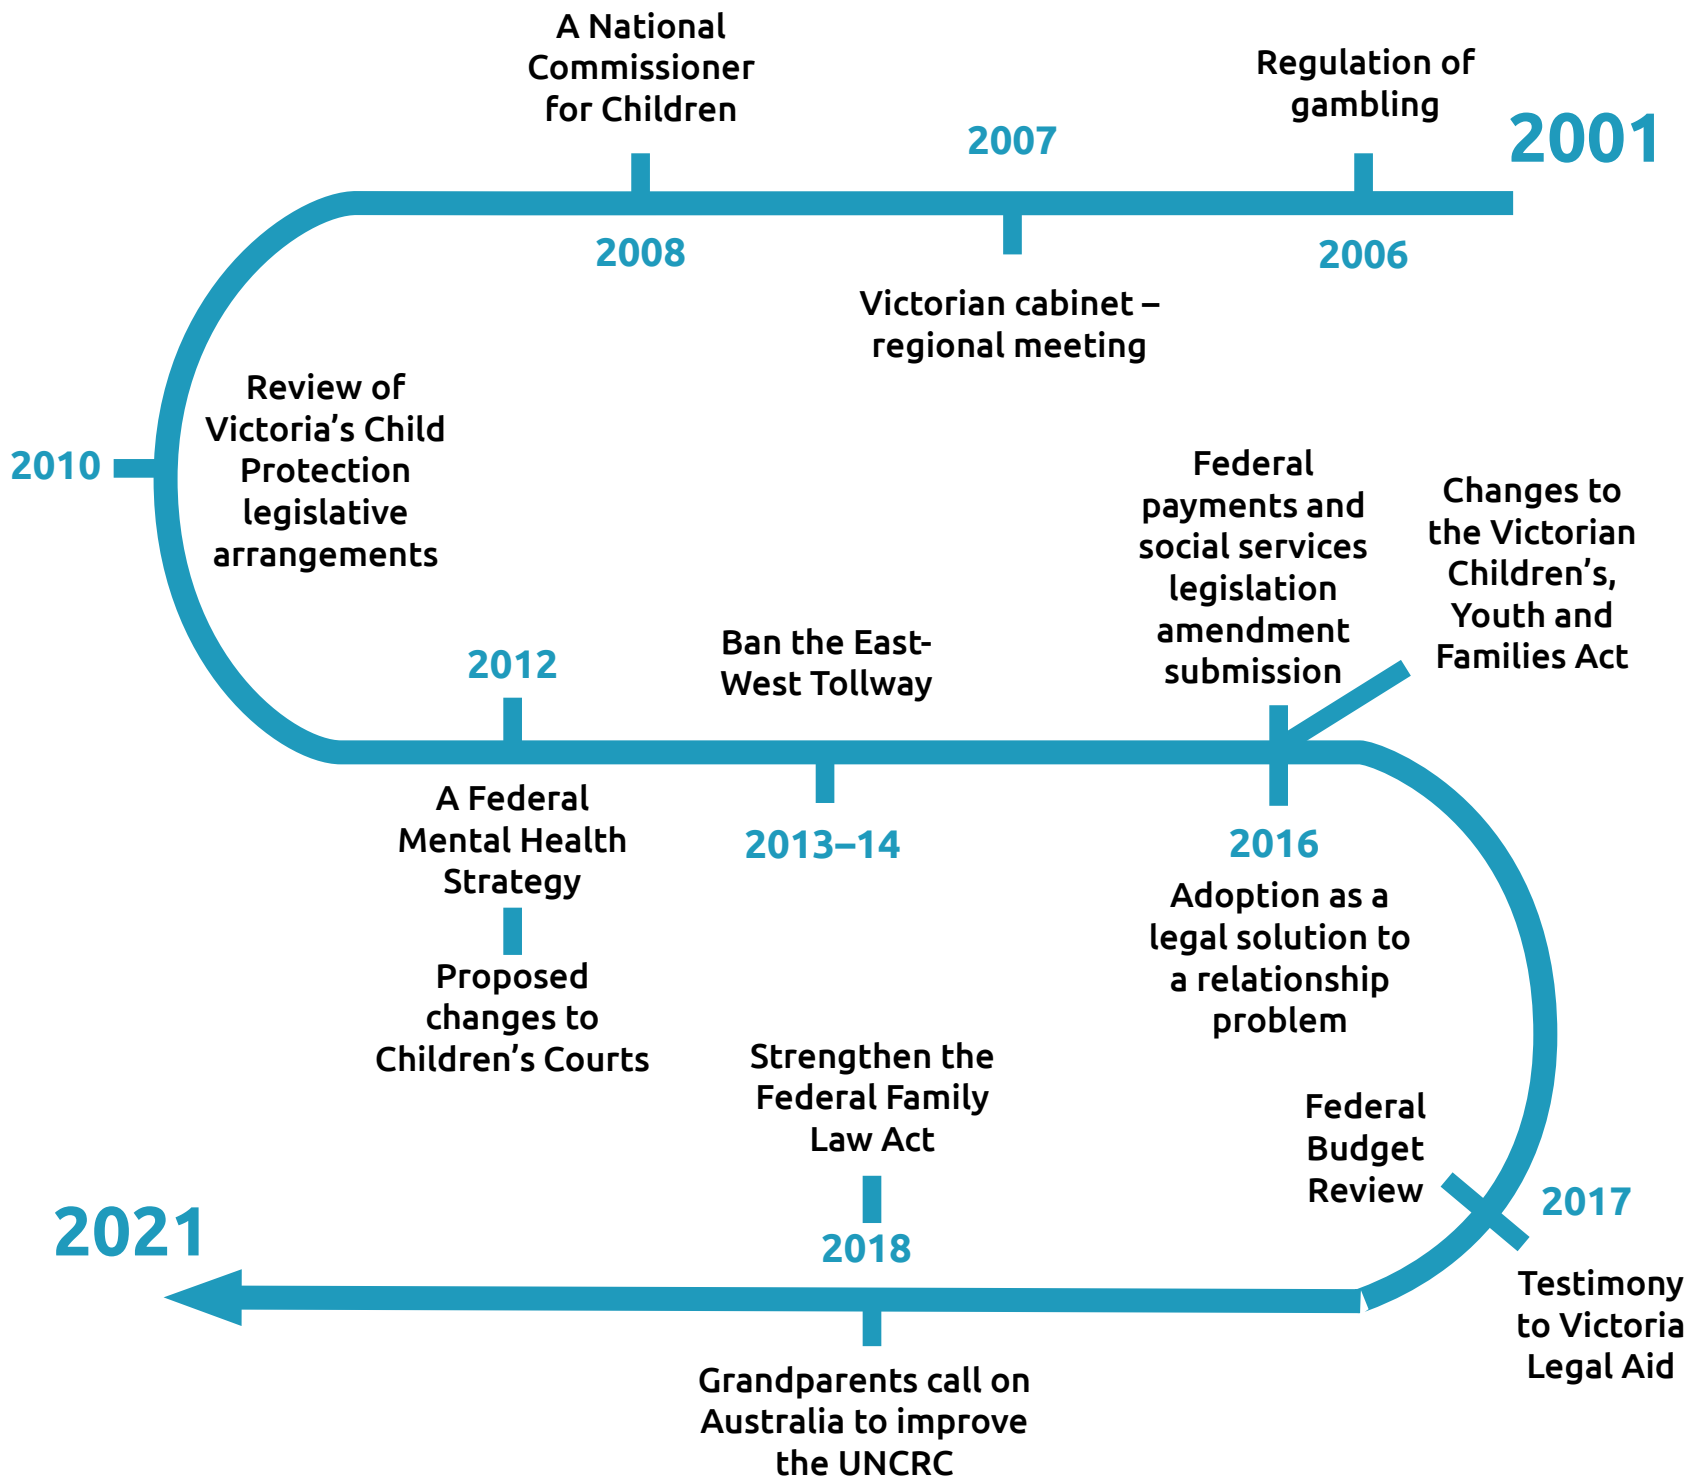 2001
Regulation of
gambling
2006
2007
Victorian cabinet –
regional meeting
A National
Commissioner
for Children
2008
2010
Review of
Victoria’s Child
Protection
legislative
arrangements
2012
A Federal
Mental Health
Strategy
Proposed
changes to
Children’s Courts
Ban the East-
West Tollway
2013–14
Federal
payments and
social services
legislation
amendment
submission
Changes to
the Victorian
Children’s,
Youth and
Families Act
2016
Adoption as a
legal solution to
a relationship
problem
Federal
Budget
Review
2017
Testimony
to Victoria
Legal Aid
Strengthen the
Federal Family
Law Act
2018
Grandparents call on
Australia to improve
the UNCRC
2021